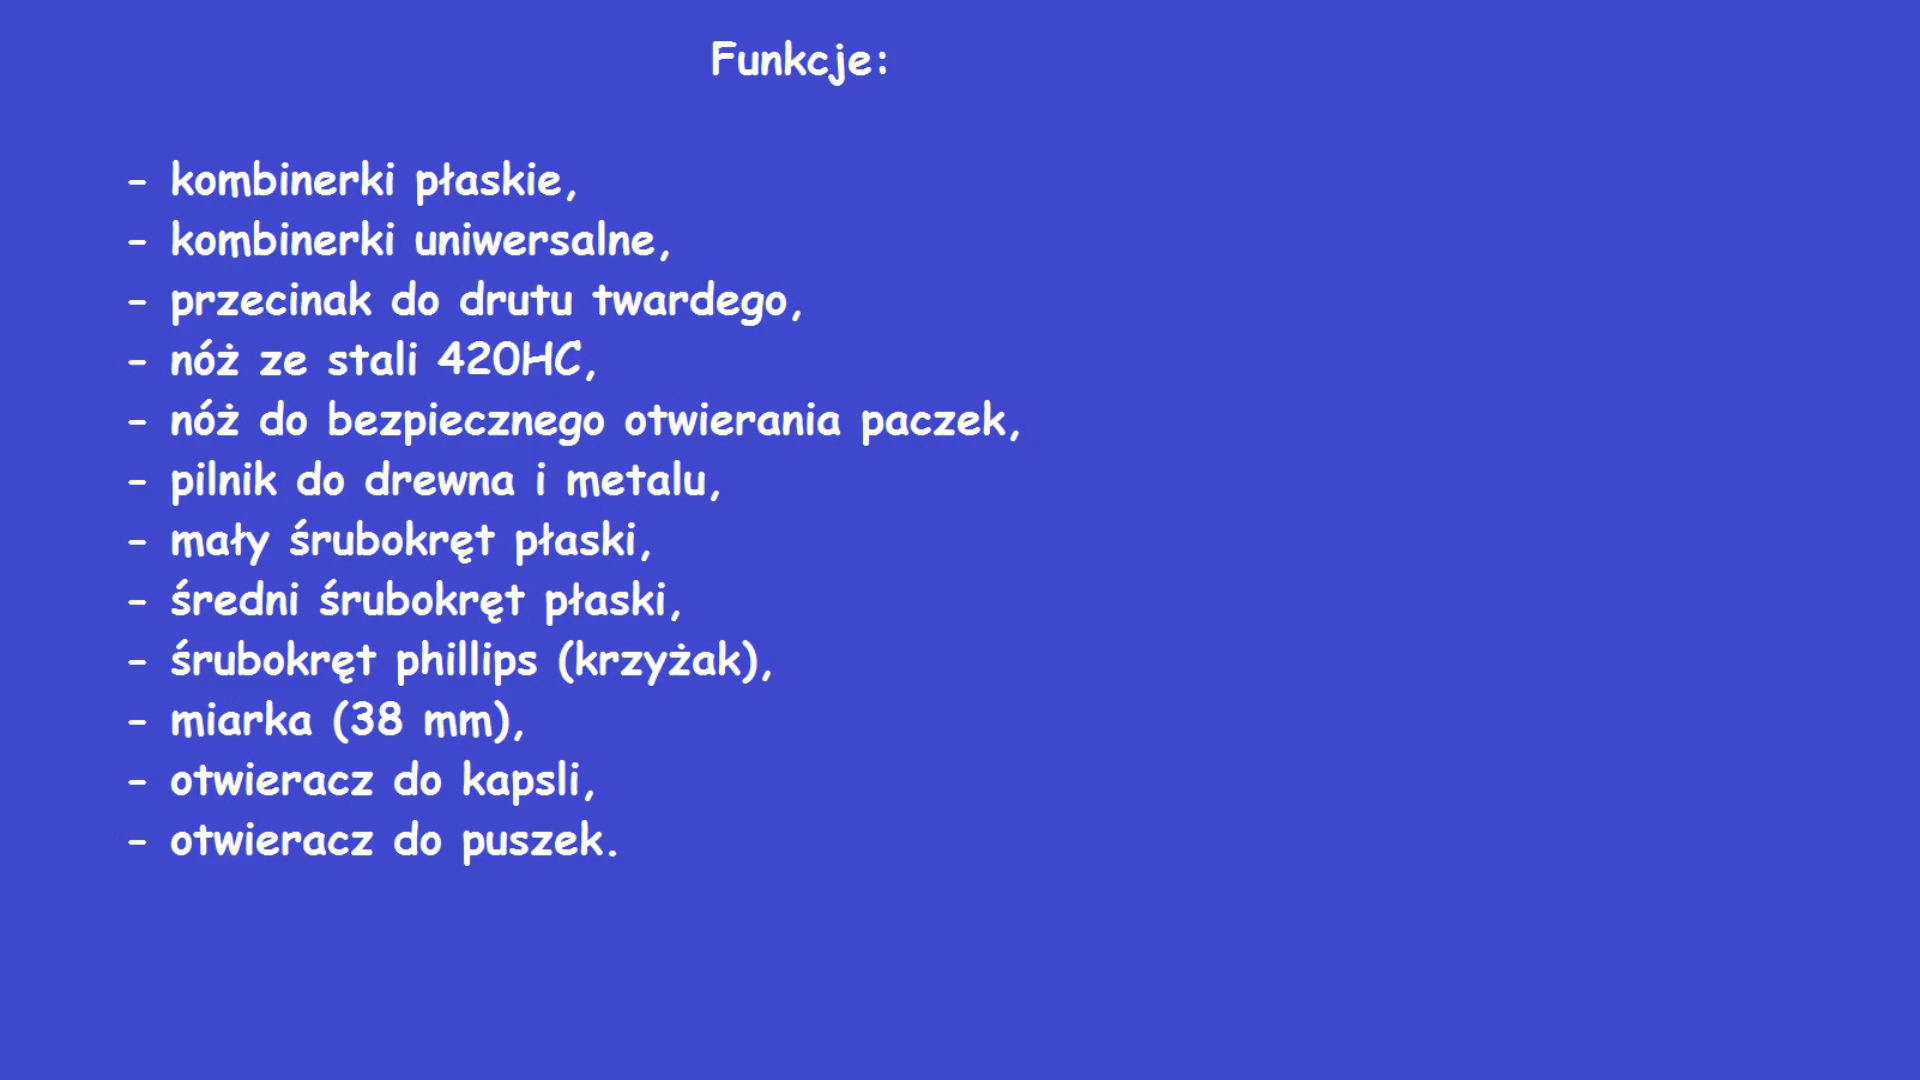 Funkcje:
- kombinerki płaskie,
- kombinerki uniwersalne,
- przecinak do drutu twardego,
- nóż ze stali 420HC,
- nóż do bezpiecznego otwierania paczek,
- pilnik do drewna i metalu,
- mały śrubokręt płaski,
- średni śrubokręt płaski,
- śrubokręt phillips (krzyżak),
- miarka (38 mm),
- otwieracz do kapsli,
- otwieracz do puszek.